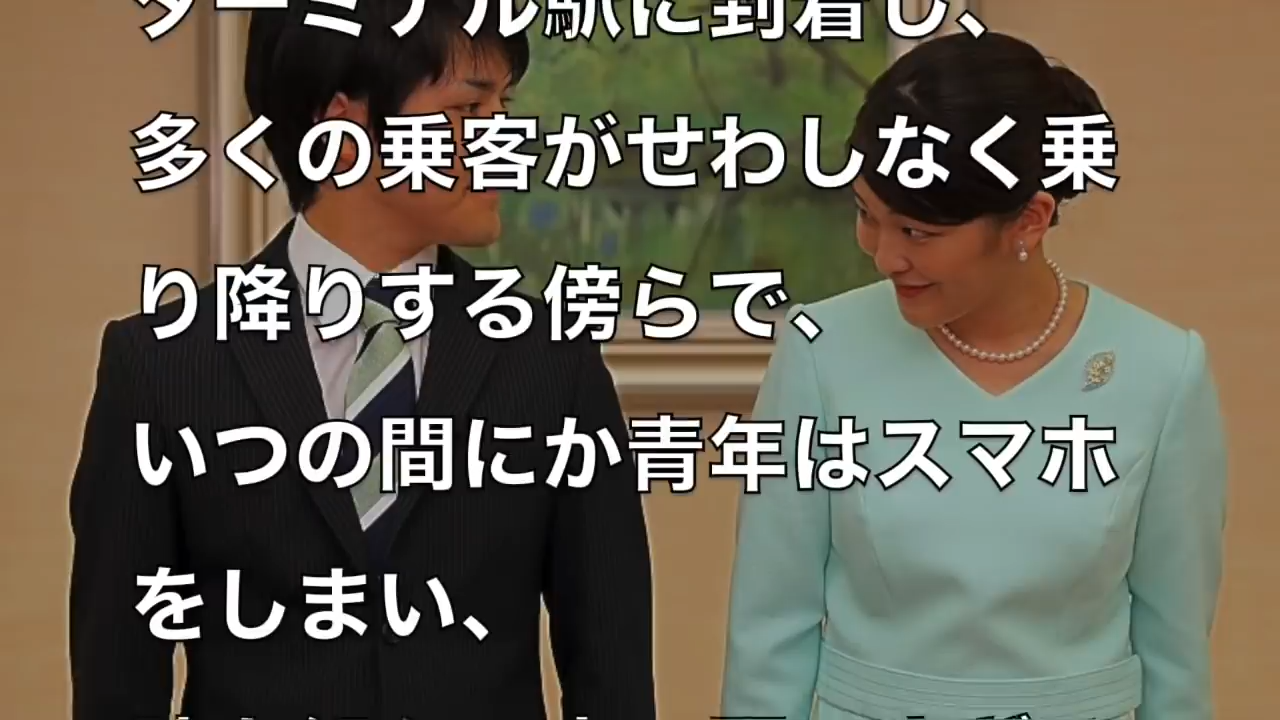 ターミナル駅に到着し、
多くの乗客がせわしなく乗
り降りする傍らで、
いつの間にか青年はスマホ
をしまい、